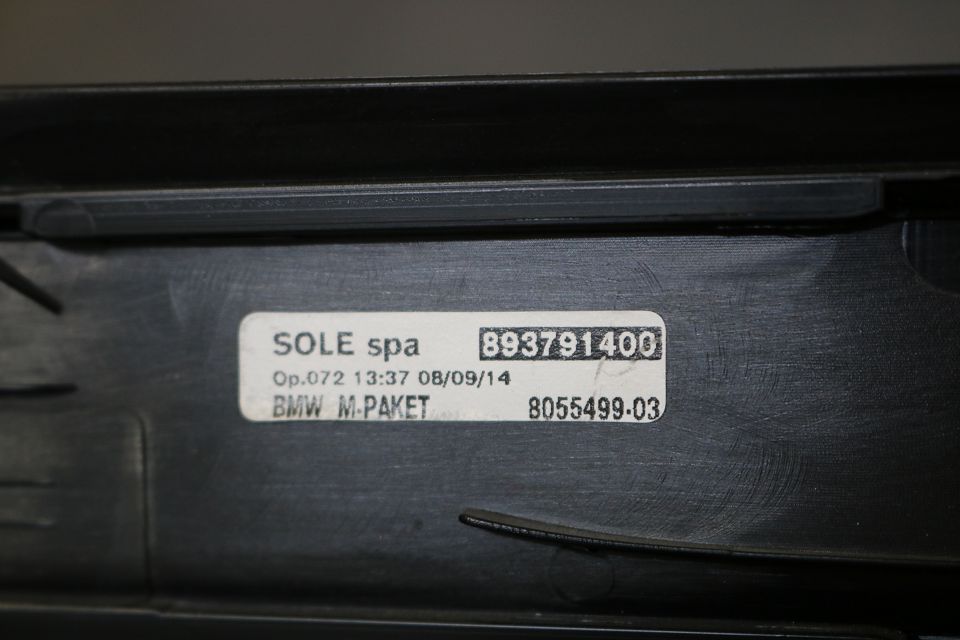 SOLE spa 893791400
Op.072 13:37 08/09/14
BMW M-PAKET 8055499-03